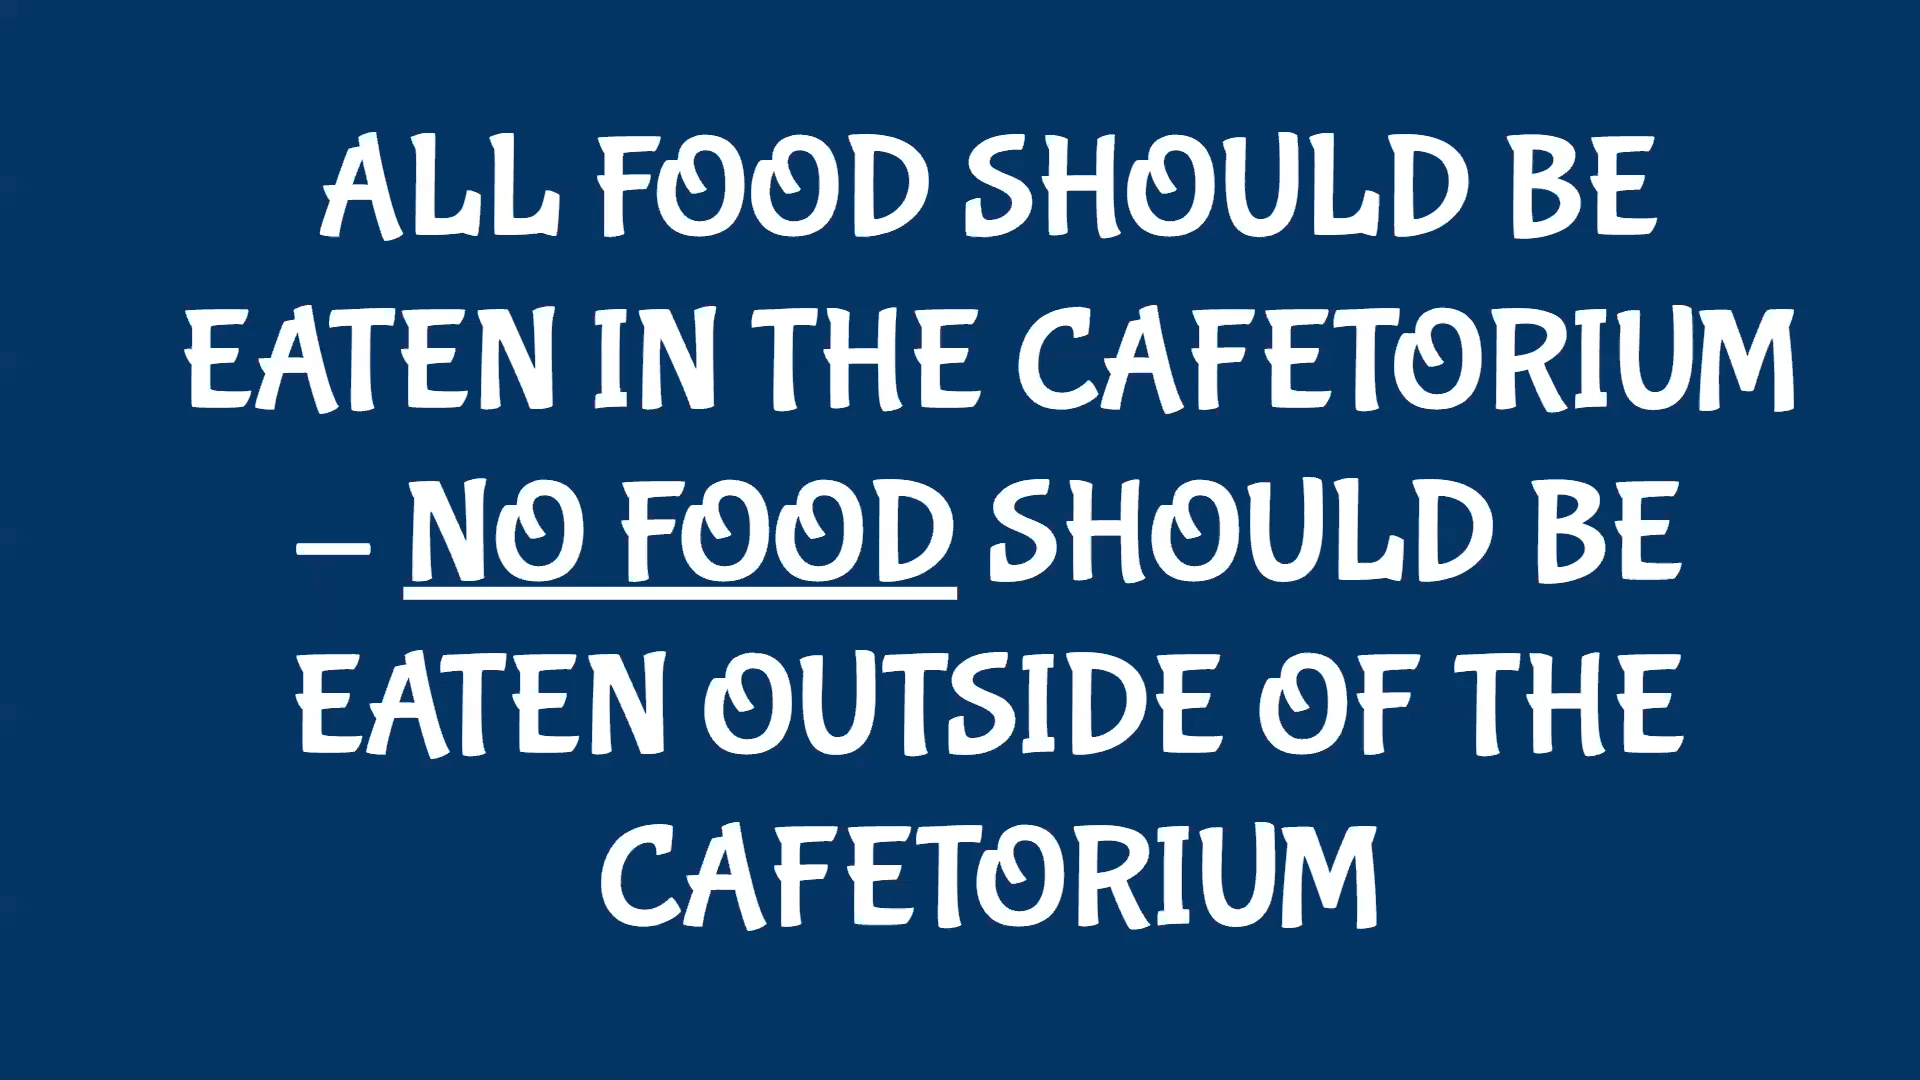 ALL FOOD SHOULD BE
EATEN IN THE CAFETORIUM
– NO FOOD SHOULD BE
EATEN OUTSIDE OF THE
CAFETORIUM